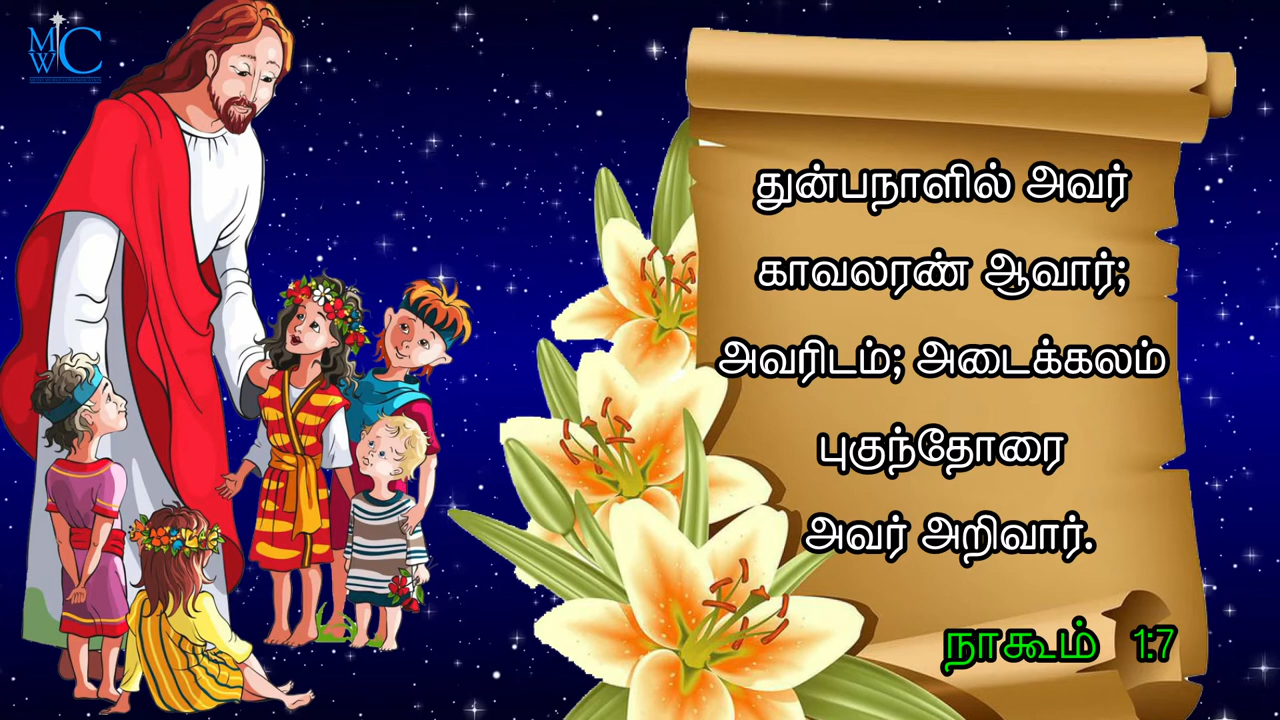 MWC
துன்பநாளில் அவர்
காவலரண் ஆவார்;
அவரிடம்; அடைக்கலம்
புகுந்தோரை
அவர் அறிவார்.
நாகூம் 1:7